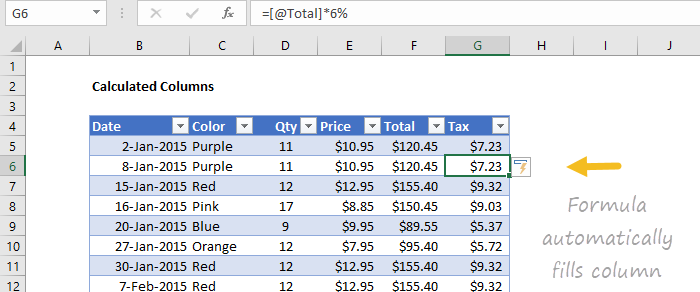 G6 fx =[@Total]*6%
A B C D E F G H I J
1
2 Calculated Columns
3
4 Date Color Qty Price Total Tax
5 2-Jan-2015 Purple 11 $10.95 $120.45 $7.23
6 8-Jan-2015 Purple 11 $10.95 $120.45 $7.23
7 15-Jan-2015 Red 12 $12.95 $155.40 $9.32
8 16-Jan-2015 Pink 17 $8.85 $150.45 $9.03
9 20-Jan-2015 Blue 9 $9.95 $89.55 $5.37
10 27-Jan-2015 Orange 12 $7.95 $95.40 $5.72
11 30-Jan-2015 Red 12 $12.95 $155.40 $9.32
12 7-Feb-2015 Red 12 $12.95 $155.40 $9.32
Formula
automatically
fills column